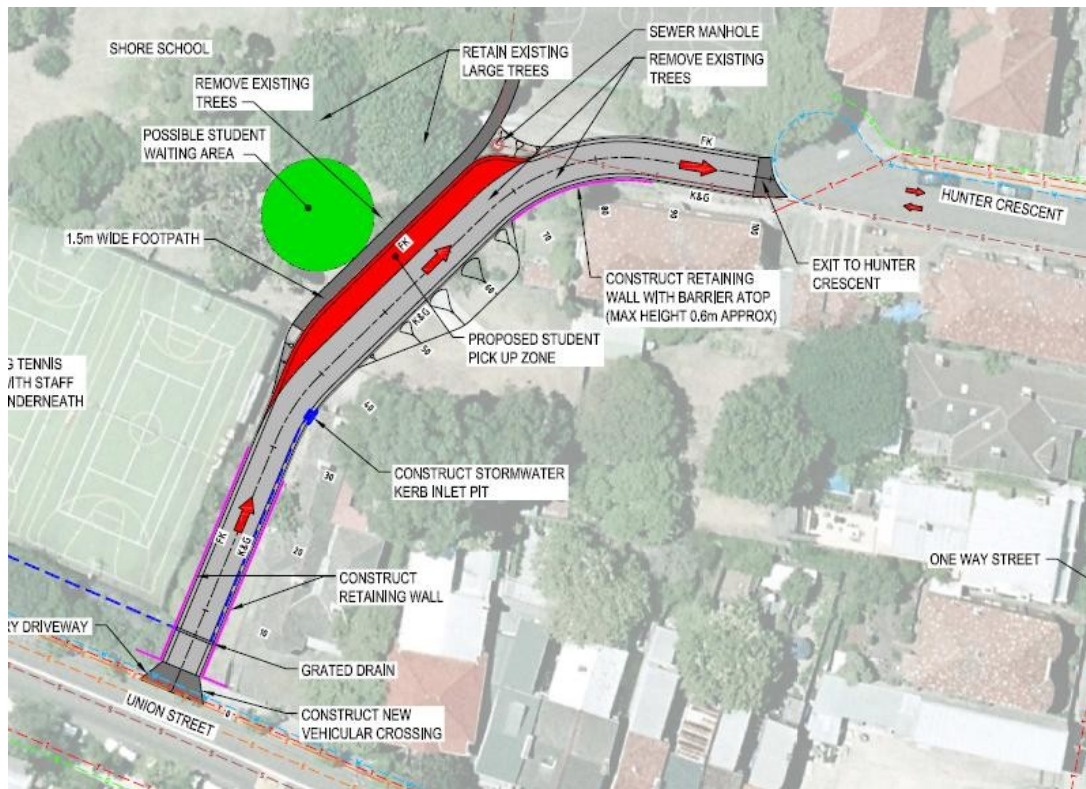 SHORE SCHOOL
RETAIN EXISTING
LARGE TREES
SEWER MANHOLE
REMOVE EXISTING
TREES
REMOVE EXISTING
TREES
POSSIBLE STUDENT
WAITING AREA
FK
K&G
HUNTER CRESCENT
1.5m WIDE FOOTPATH
FK
80
90
100
70
60
EXIT TO HUNTER
CRESCENT
CONSTRUCT RETAINING
WALL WITH BARRIER ATOP
(MAX HEIGHT 0.6m APPROX)
K&G
50
PROPOSED STUDENT
PICK UP ZONE
G TENNIS
WITH STAFF
NDERNEATH
40
CONSTRUCT STORMWATER
KERB INLET PIT
30
FK
K&G
20
ONE WAY STREET
CONSTRUCT
RETAINING WALL
10
RY DRIVEWAY
GRATED DRAIN
0
UNION STREET
CONSTRUCT NEW
VEHICULAR CROSSING